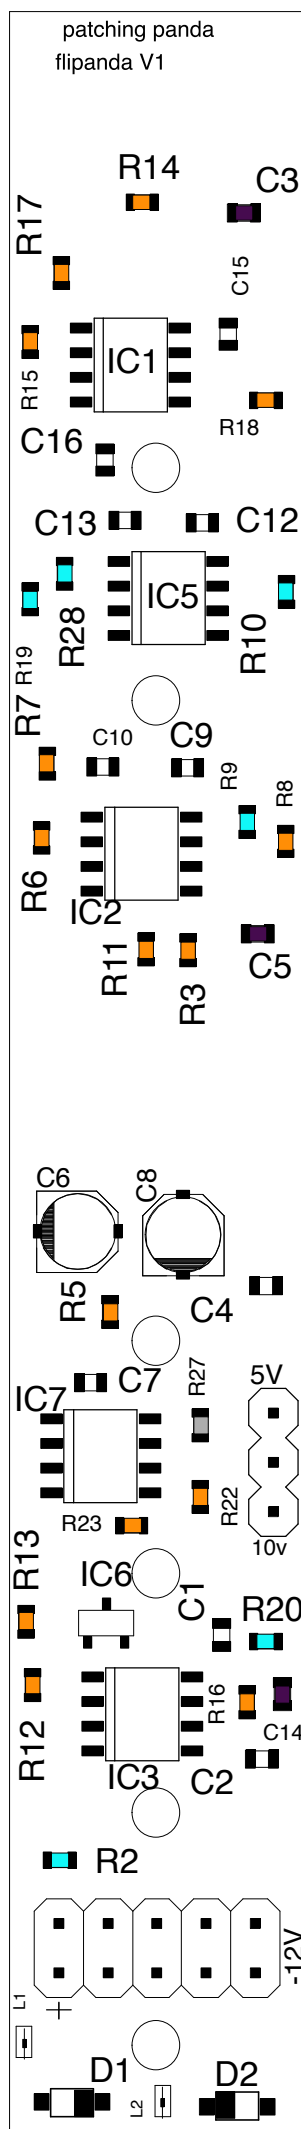 patching panda
flipanda V1
R14
C3
R17
C15
R15
IC1
R18
C16
C13
C12
R19
R28
IC5
R10
R7
C10
C9
R9
R8
R6
IC2
R11
R3
C5
C6
C8
R5
C4
C7
R27
5V
IC7
R22
R23
10v
R13
IC6
C1
R20
R12
R16
C14
IC3
C2
R2
-12V
L1
+
D1
L2
D2